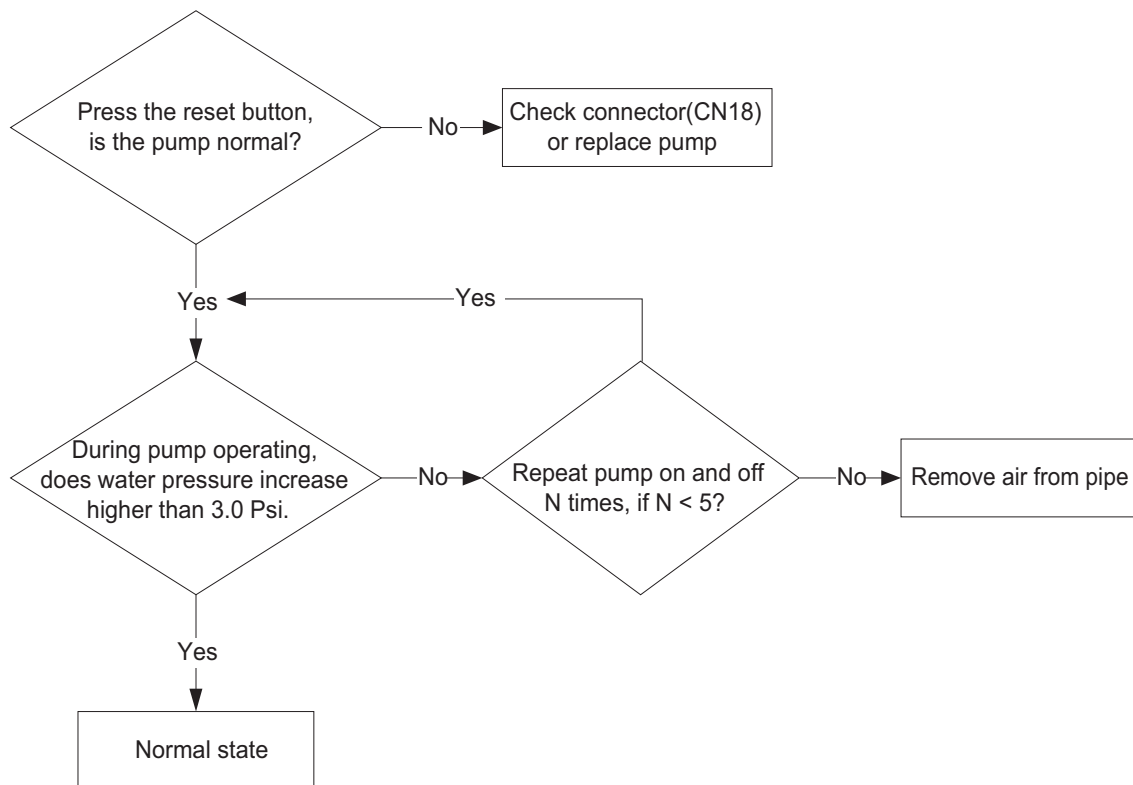 Press the reset button,
is the pump normal?
No
Check connector(CN18)
or replace pump
Yes
Yes
During pump operating,
does water pressure increase
higher than 3.0 Psi.
No
Repeat pump on and off
N times, if N < 5?
No
Remove air from pipe
Yes
Normal state